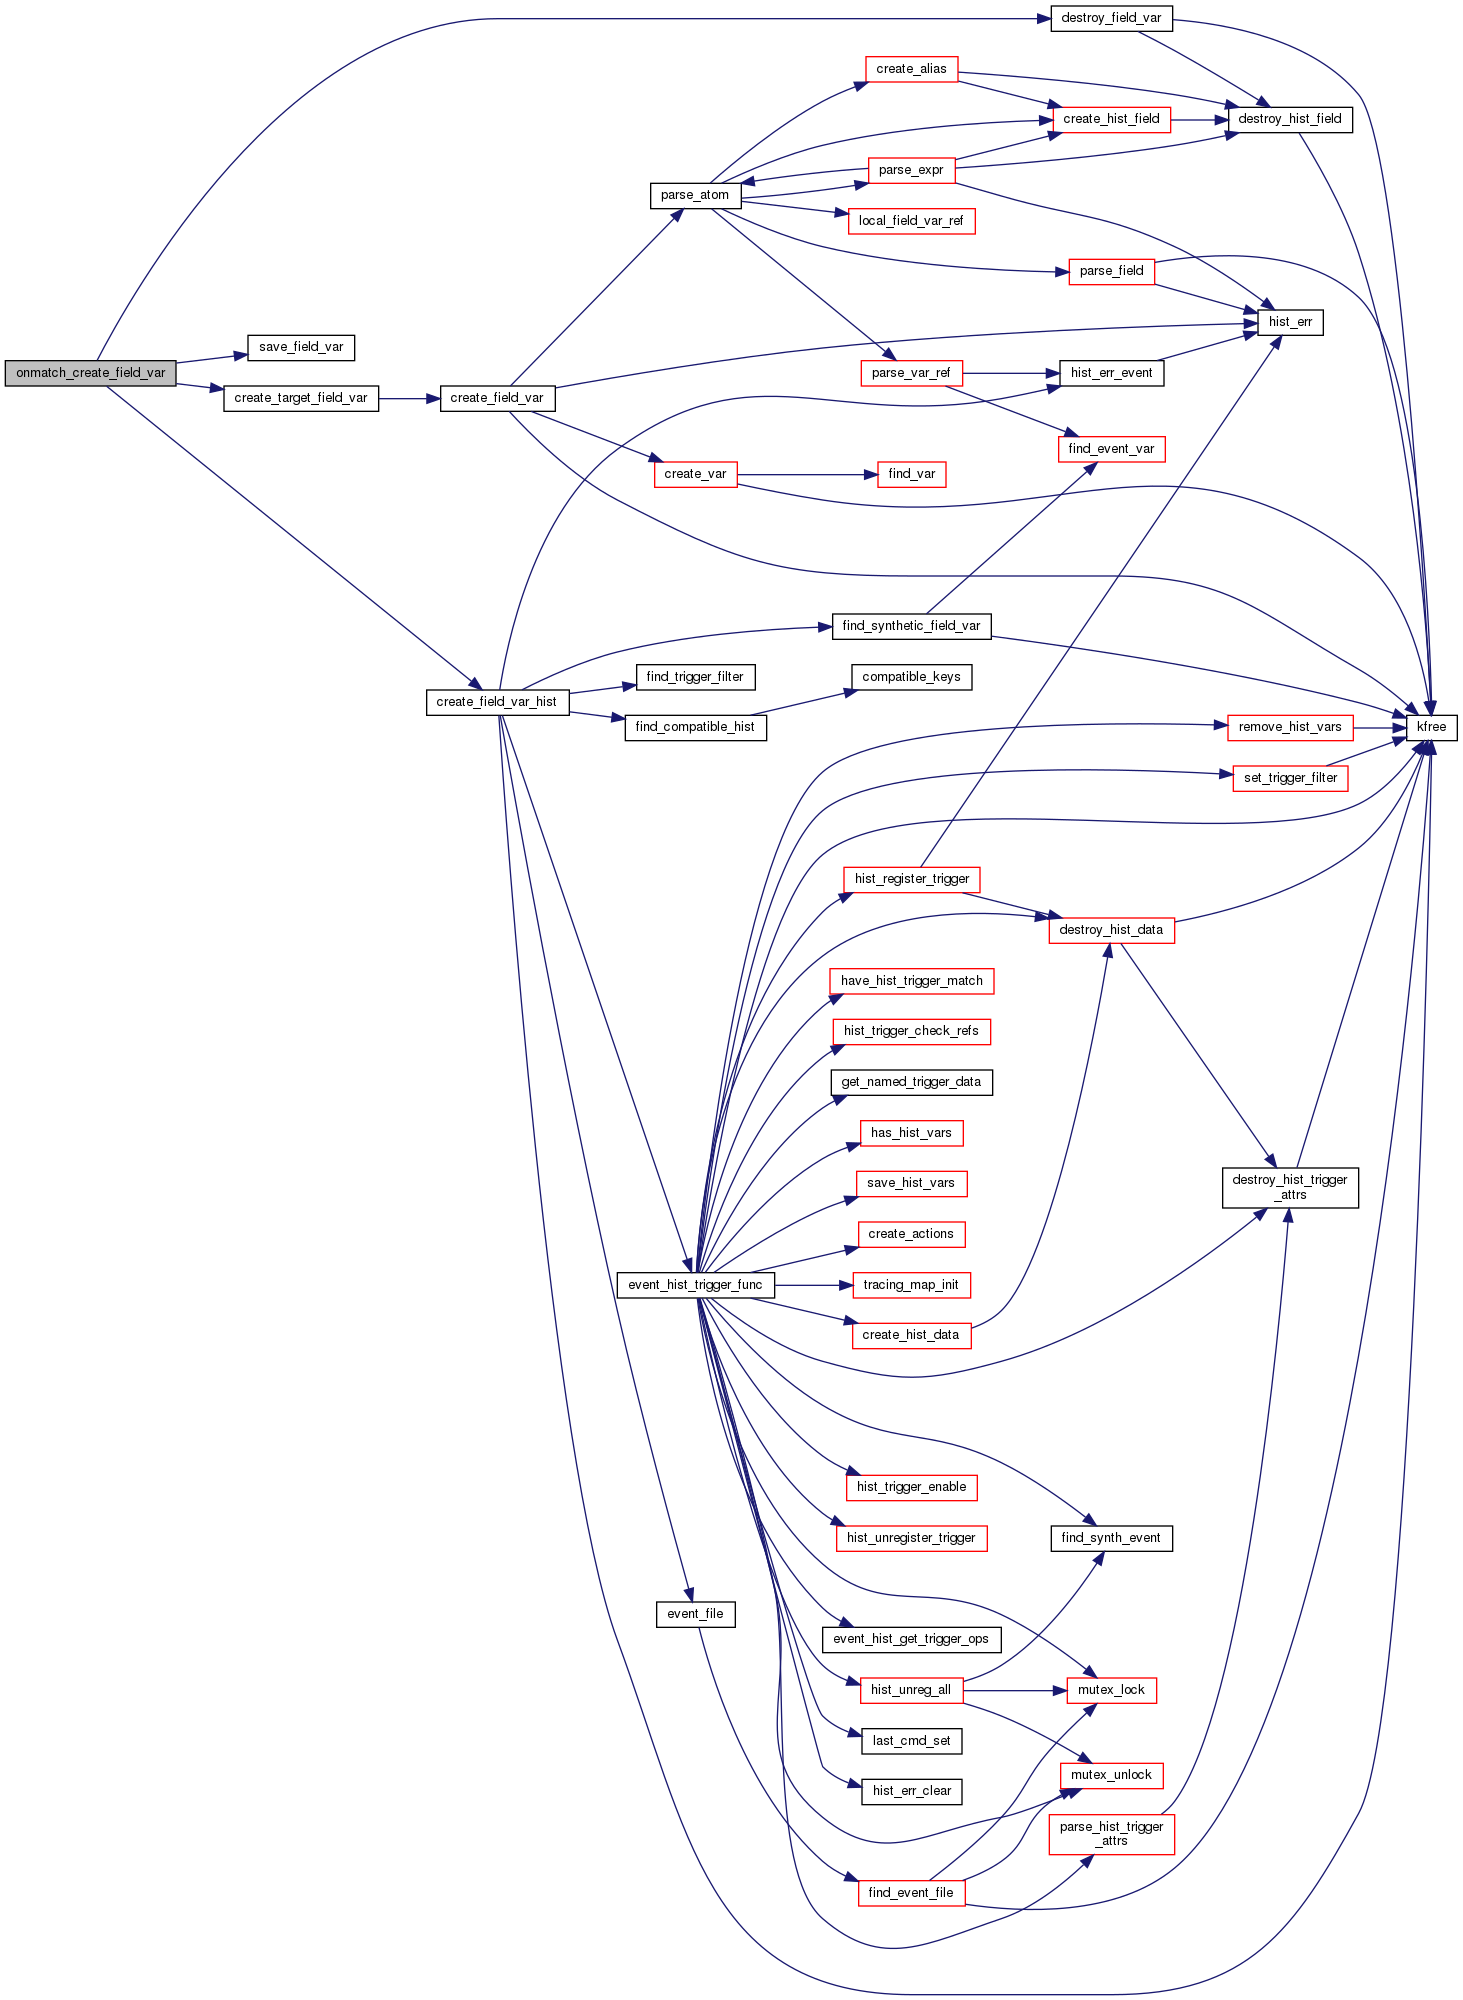 destroy_field_var
create_alias
create_hist_field
destroy_hist_field
parse_expr
parse_atom
local_field_var_ref
parse_field
hist_err
save_field_var
onmatch_create_field_var
parse_var_ref
hist_err_event
create_target_field_var
create_field_var
find_event_var
create_var
find_var
find_synthetic_field_var
find_trigger_filter
compatible_keys
create_field_var_hist
find_compatible_hist
remove_hist_vars
kfree
set_trigger_filter
hist_register_trigger
destroy_hist_data
have_hist_trigger_match
hist_trigger_check_refs
get_named_trigger_data
has_hist_vars
save_hist_vars
destroy_hist_trigger
_attrs
create_actions
event_hist_trigger_func
tracing_map_init
create_hist_data
hist_trigger_enable
hist_unregister_trigger
find_synth_event
event_file
event_hist_get_trigger_ops
hist_unreg_all
mutex_lock
last_cmd_set
mutex_unlock
hist_err_clear
parse_hist_trigger
_attrs
find_event_file